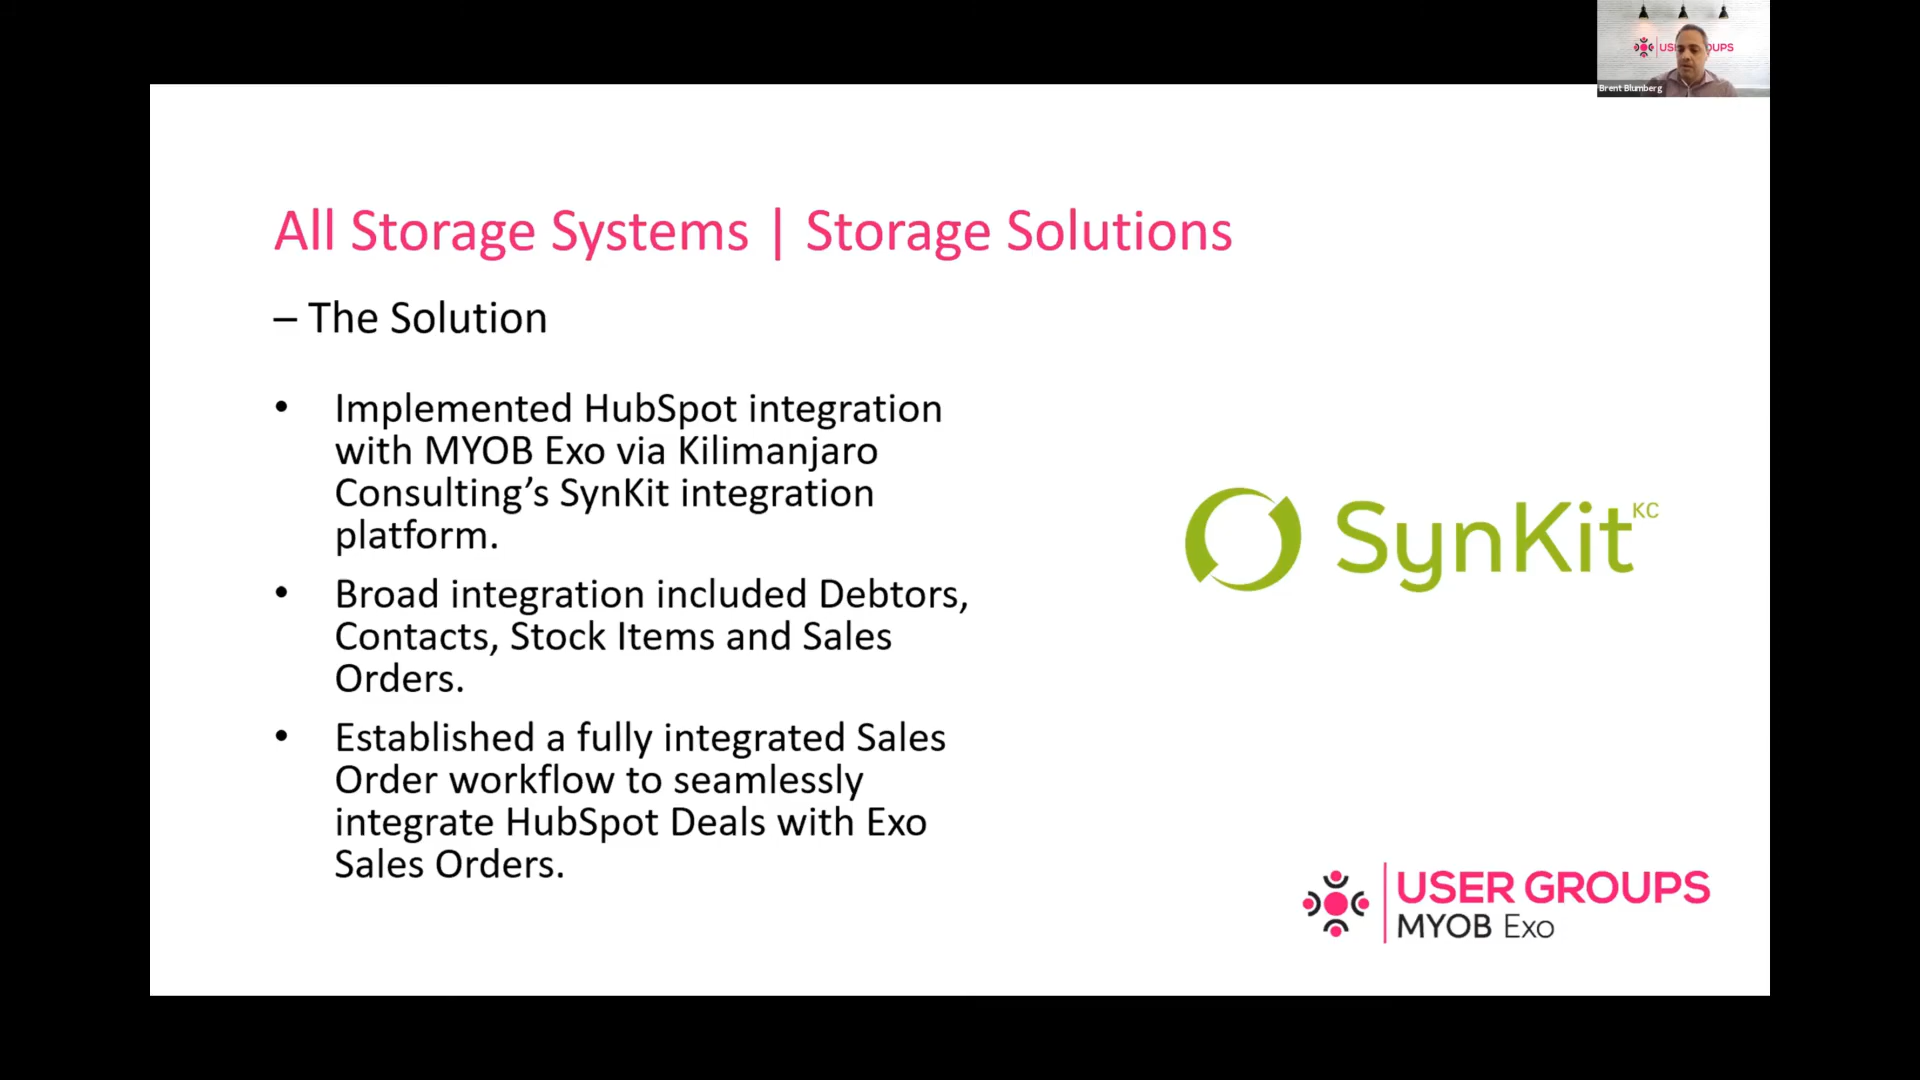 USER GROUPS
Brent Blumberg
All Storage Systems | Storage Solutions
– The Solution
• Implemented HubSpot integration
with MYOB Exo via Kilimanjaro
Consulting’s SynKit integration
platform.
• Broad integration included Debtors,
Contacts, Stock Items and Sales
Orders.
• Established a fully integrated Sales
Order workflow to seamlessly
integrate HubSpot Deals with Exo
Sales Orders.
SynKit KC
USER GROUPS
MYOB Exo